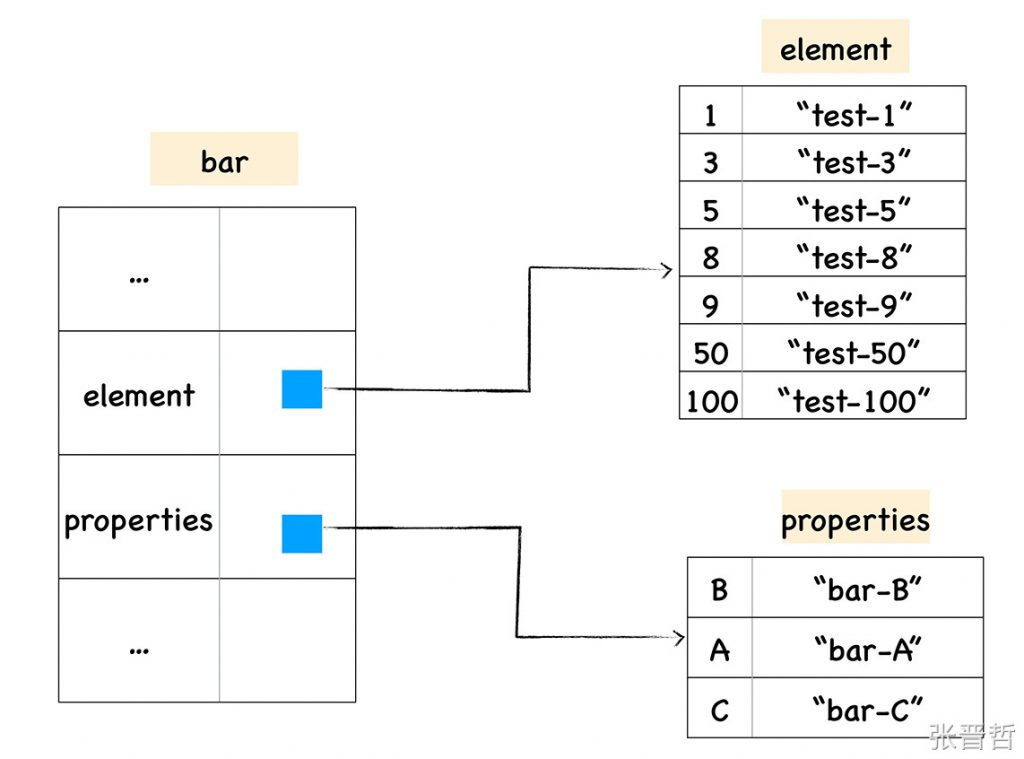 element
1 “test-1”
3 “test-3”
5 “test-5”
8 “test-8”
9 “test-9”
50 “test-50”
100 “test-100”
bar
...
element
properties
...
properties
B “bar-B”
A “bar-A”
C “bar-C”
张晋哲